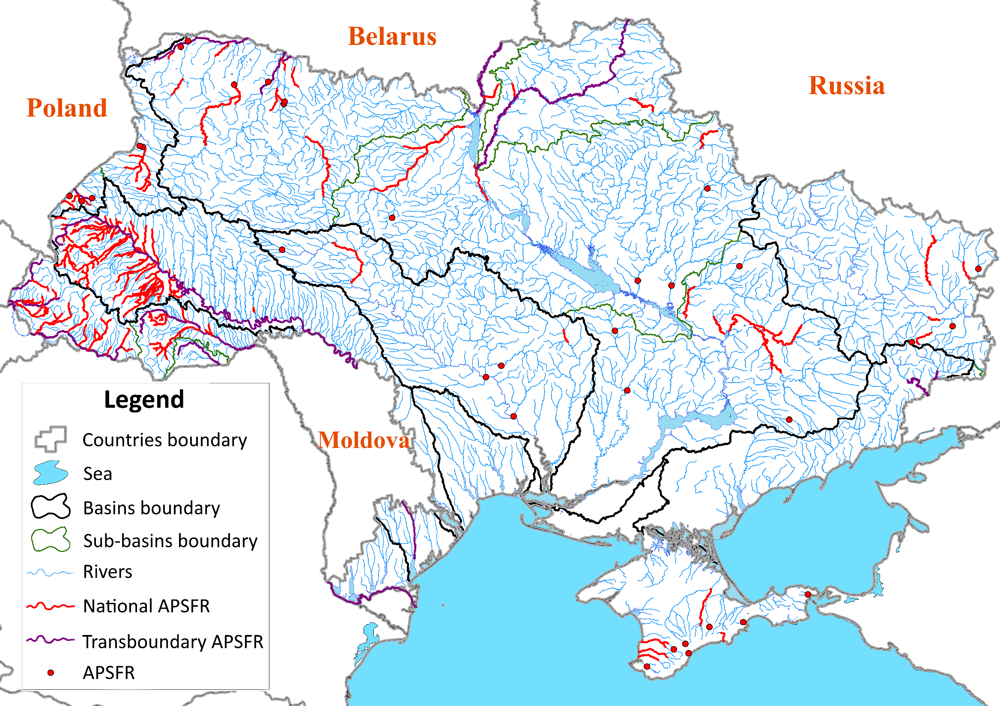 Belarus
Russia
Poland
Moldova
Legend
Countries boundary
Sea
Basins boundary
Sub-basins boundary
Rivers
National APSFR
Transboundary APSFR
APSFR